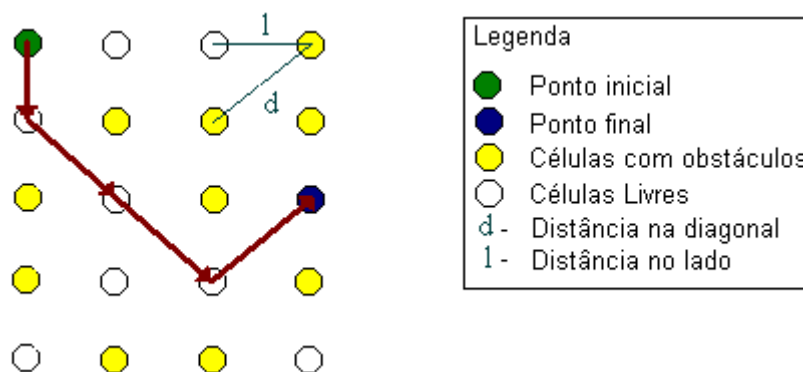 1
d
Legenda
Ponto inicial
Ponto final
Células com obstáculos
Células Livres
d - Distância na diagonal
1 - Distância no lado